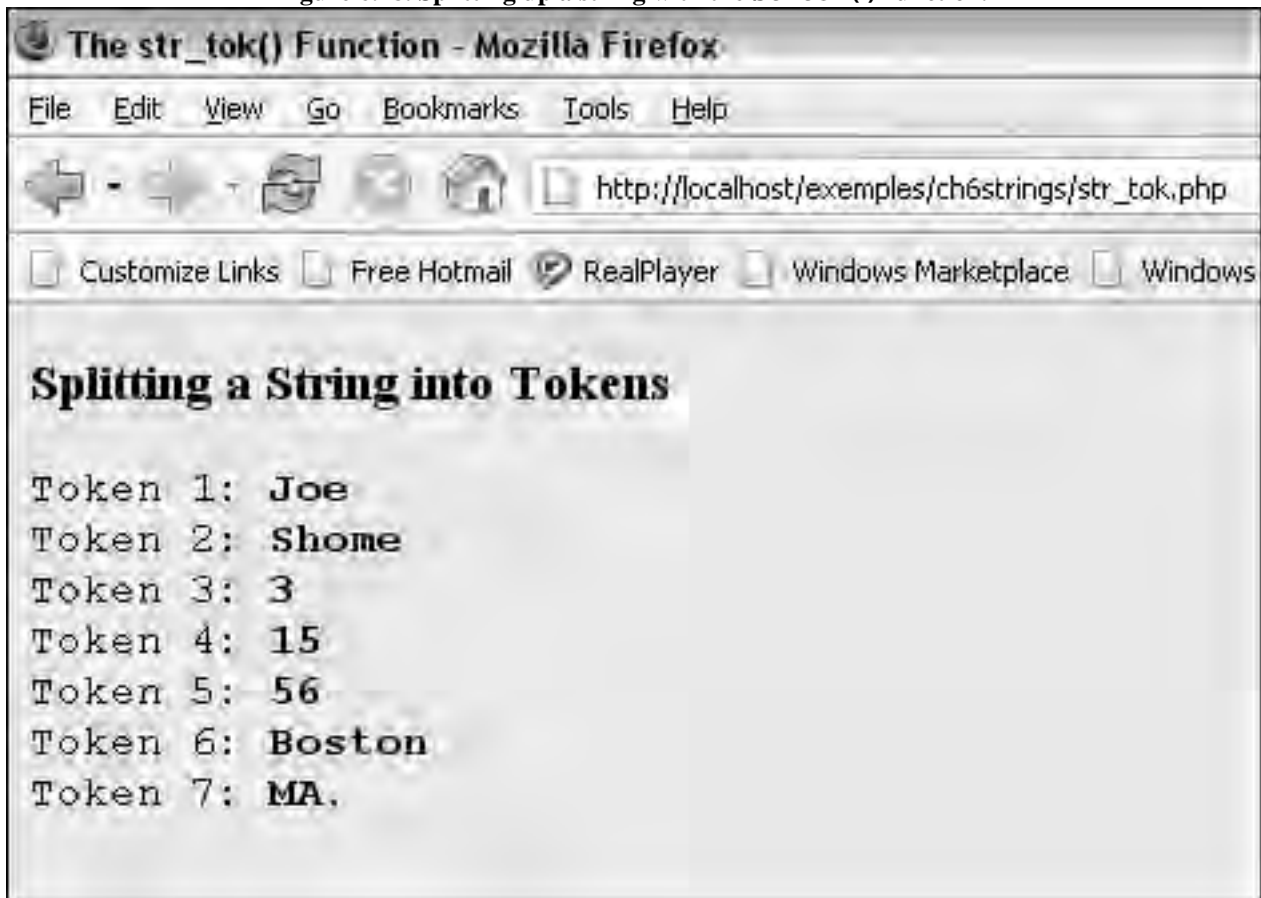 The str_tok() Function - Mozilla Firefox
File Edit View Go Bookmarks Tools Help
http://localhost/exemples/ch6strings/str_tok.php
Customize Links Free Hotmail RealPlayer Windows Marketplace Windows
Splitting a String into Tokens
Token 1: Joe
Token 2: Shome
Token 3: 3
Token 4: 15
Token 5: 56
Token 6: Boston
Token 7: MA.